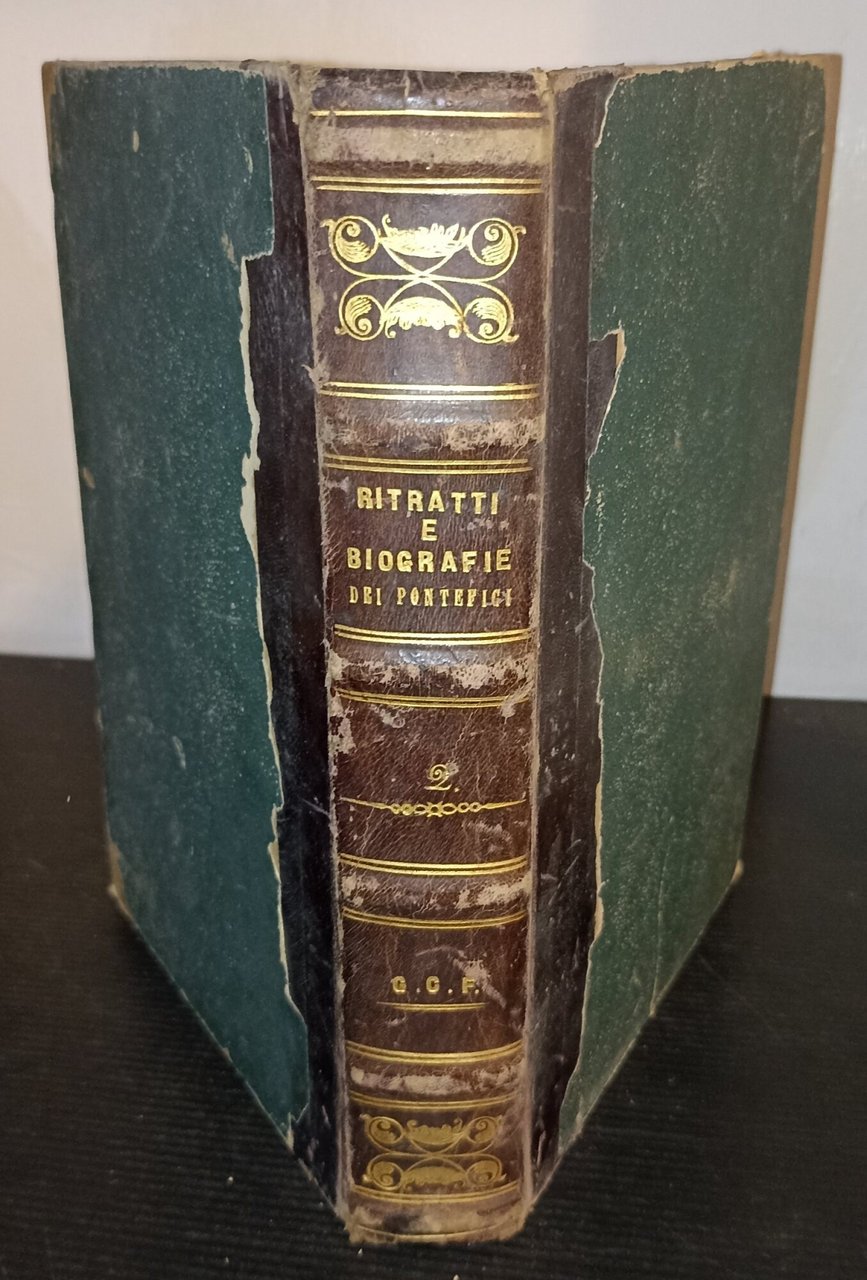 RITRATTI
E
BIOGRAFIE
DEI PONTEFICI
2.
G. C. F.